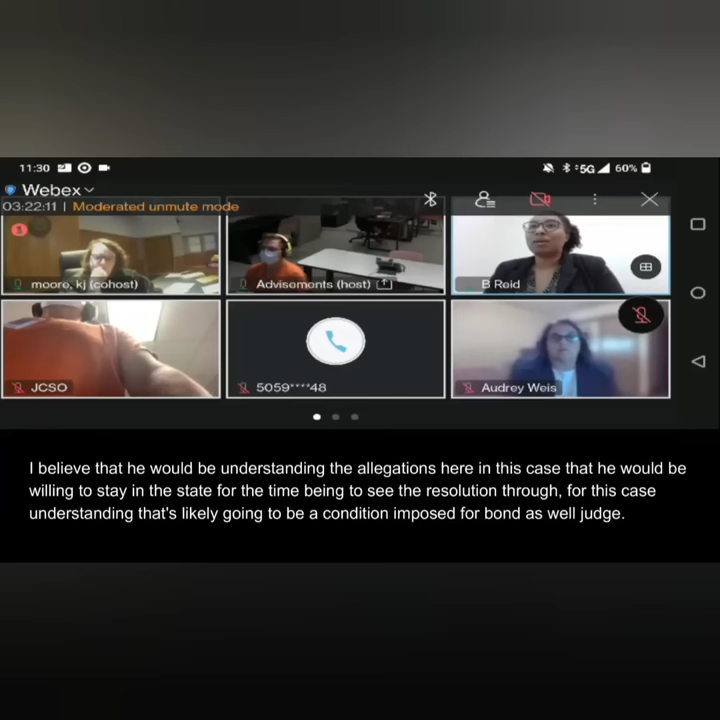 11:30
5G 60%
Webex
03:22:11 | Moderated unmute mode
moore, kj (cohost)
Advisements (host)
B Reid
JCSO
5059****48
Audrey Weis
I believe that he would be understanding the allegations here in this case that he would be
willing to stay in the state for the time being to see the resolution through, for this case
understanding that's likely going to be a condition imposed for bond as well judge.